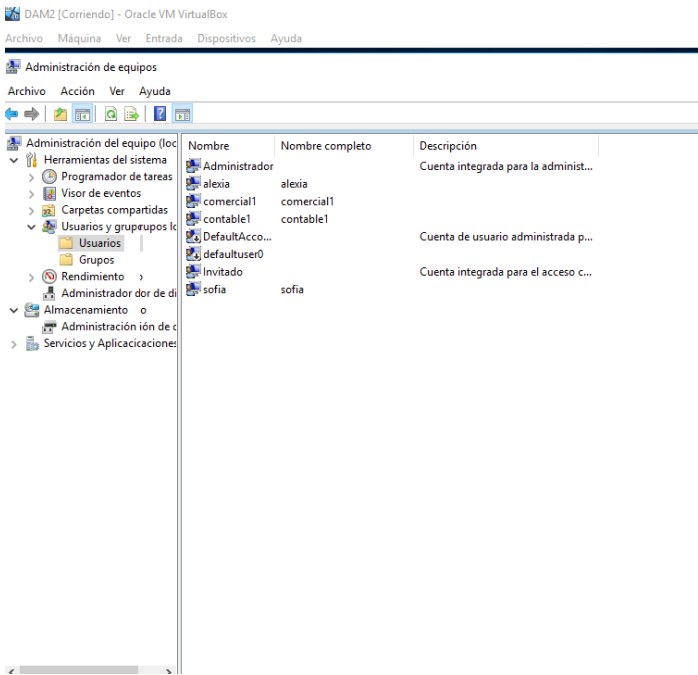 DAM2 [Corriendo] - Oracle VM VirtualBox
Archivo Máquina Ver Entrada Dispositivos Ayuda
Administración de equipos
Archivo Acción Ver Ayuda
Administración del equipo (loc
Herramientas del sistema
Programador de tareas
Visor de eventos
Carpetas compartidas
Usuarios y gruprupos lc
Usuarios
Grupos
Rendimiento
Administrador dor de di
Almacenamiento o
Administración ión de c
Servicios y Aplicacicaciones
Nombre Nombre completo Descripción
Administrador Cuenta integrada para la administ...
alexia alexia
comercial1 comercial1
contable1 contable1
DefaultAcco... Cuenta de usuario administrada p...
defaultuser0
Invitado Cuenta integrada para el acceso c...
sofia sofia